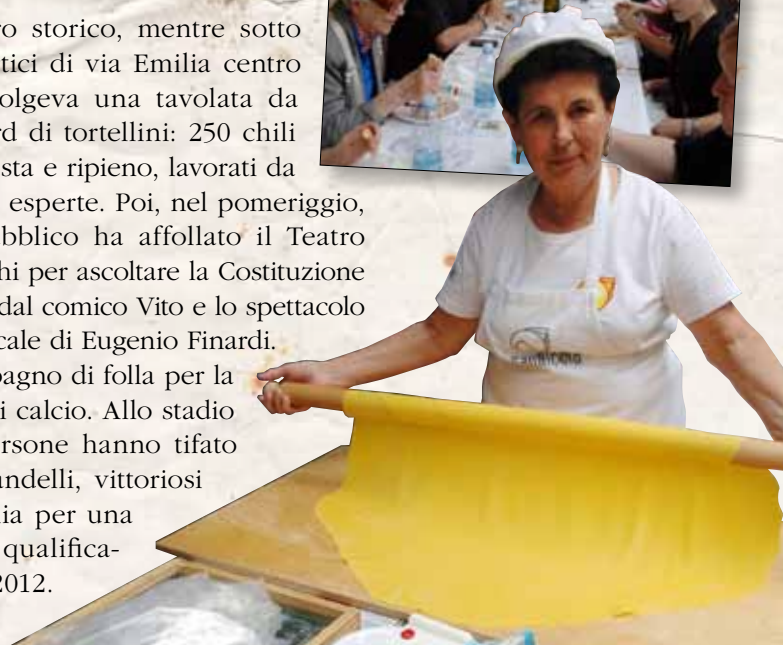 ro storico, mentre sotto
tici di via Emilia centro
olgeva una tavolata da
rd di tortellini: 250 chili
sta e ripieno, lavorati da
esperte. Poi, nel pomeriggio,
bblico ha affollato il Teatro
hi per ascoltare la Costituzione
dal comico Vito e lo spettacolo
cale di Eugenio Finardi.
pagno di folla per la
i calcio. Allo stadio
rsone hanno tifato
andelli, vittoriosi
lia per una
qualifica-
2012.